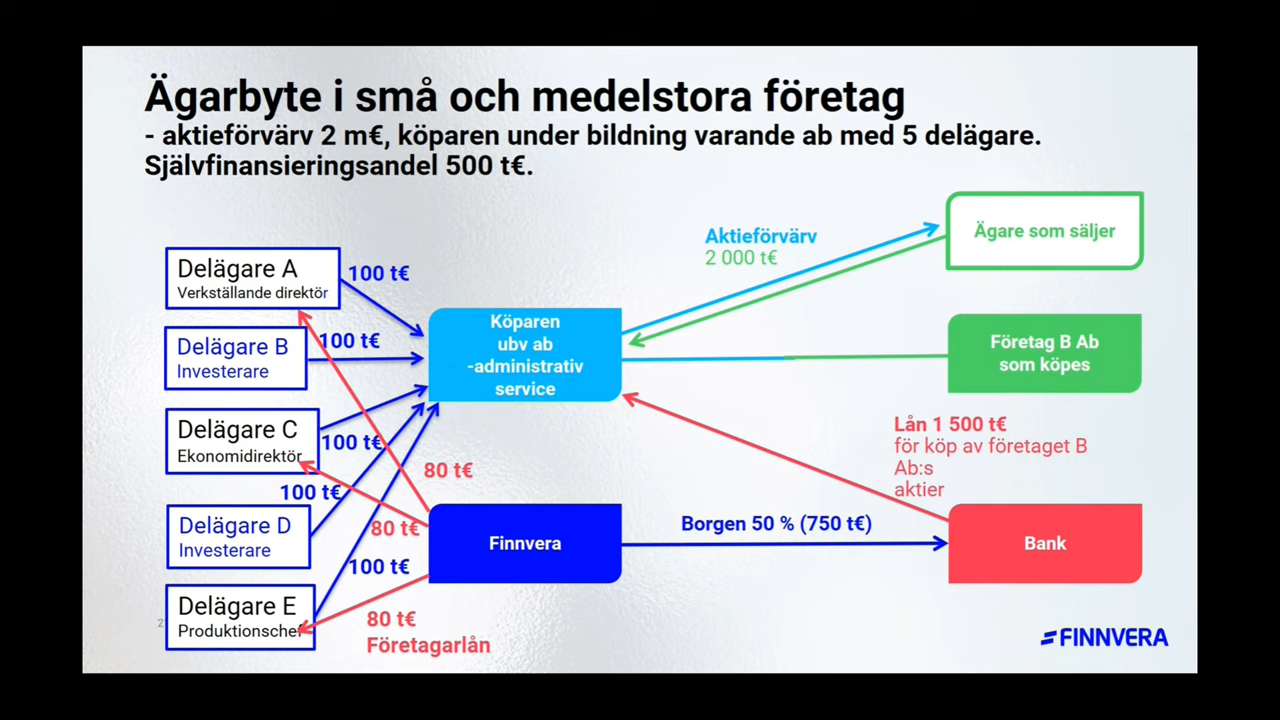 Ägarbyte i små och medelstora företag
- aktieförvärv 2 m€, köparen under bildning varande ab med 5 delägare.
Självfinansieringsandel 500 t€.
Delägare A
Verkställande direktör
100 t€
Delägare B
Investerare
100 t€
Delägare C
Ekonomidirektör
100 t€
100 t€
Delägare D
Investerare
100 t€
Delägare E
Produktionschef
Köparen
ubv ab
-administrativ
service
80 t€
80 t€
80 t€
Företagarlån
Finnvera
Aktieförvärv
2 000 t€
Ägare som säljer
Företag B Ab
som köpes
Lån 1 500 t€
för köp av företaget B
Ab:s
aktier
Borgen 50 % (750 t€)
Bank
FINNVERA